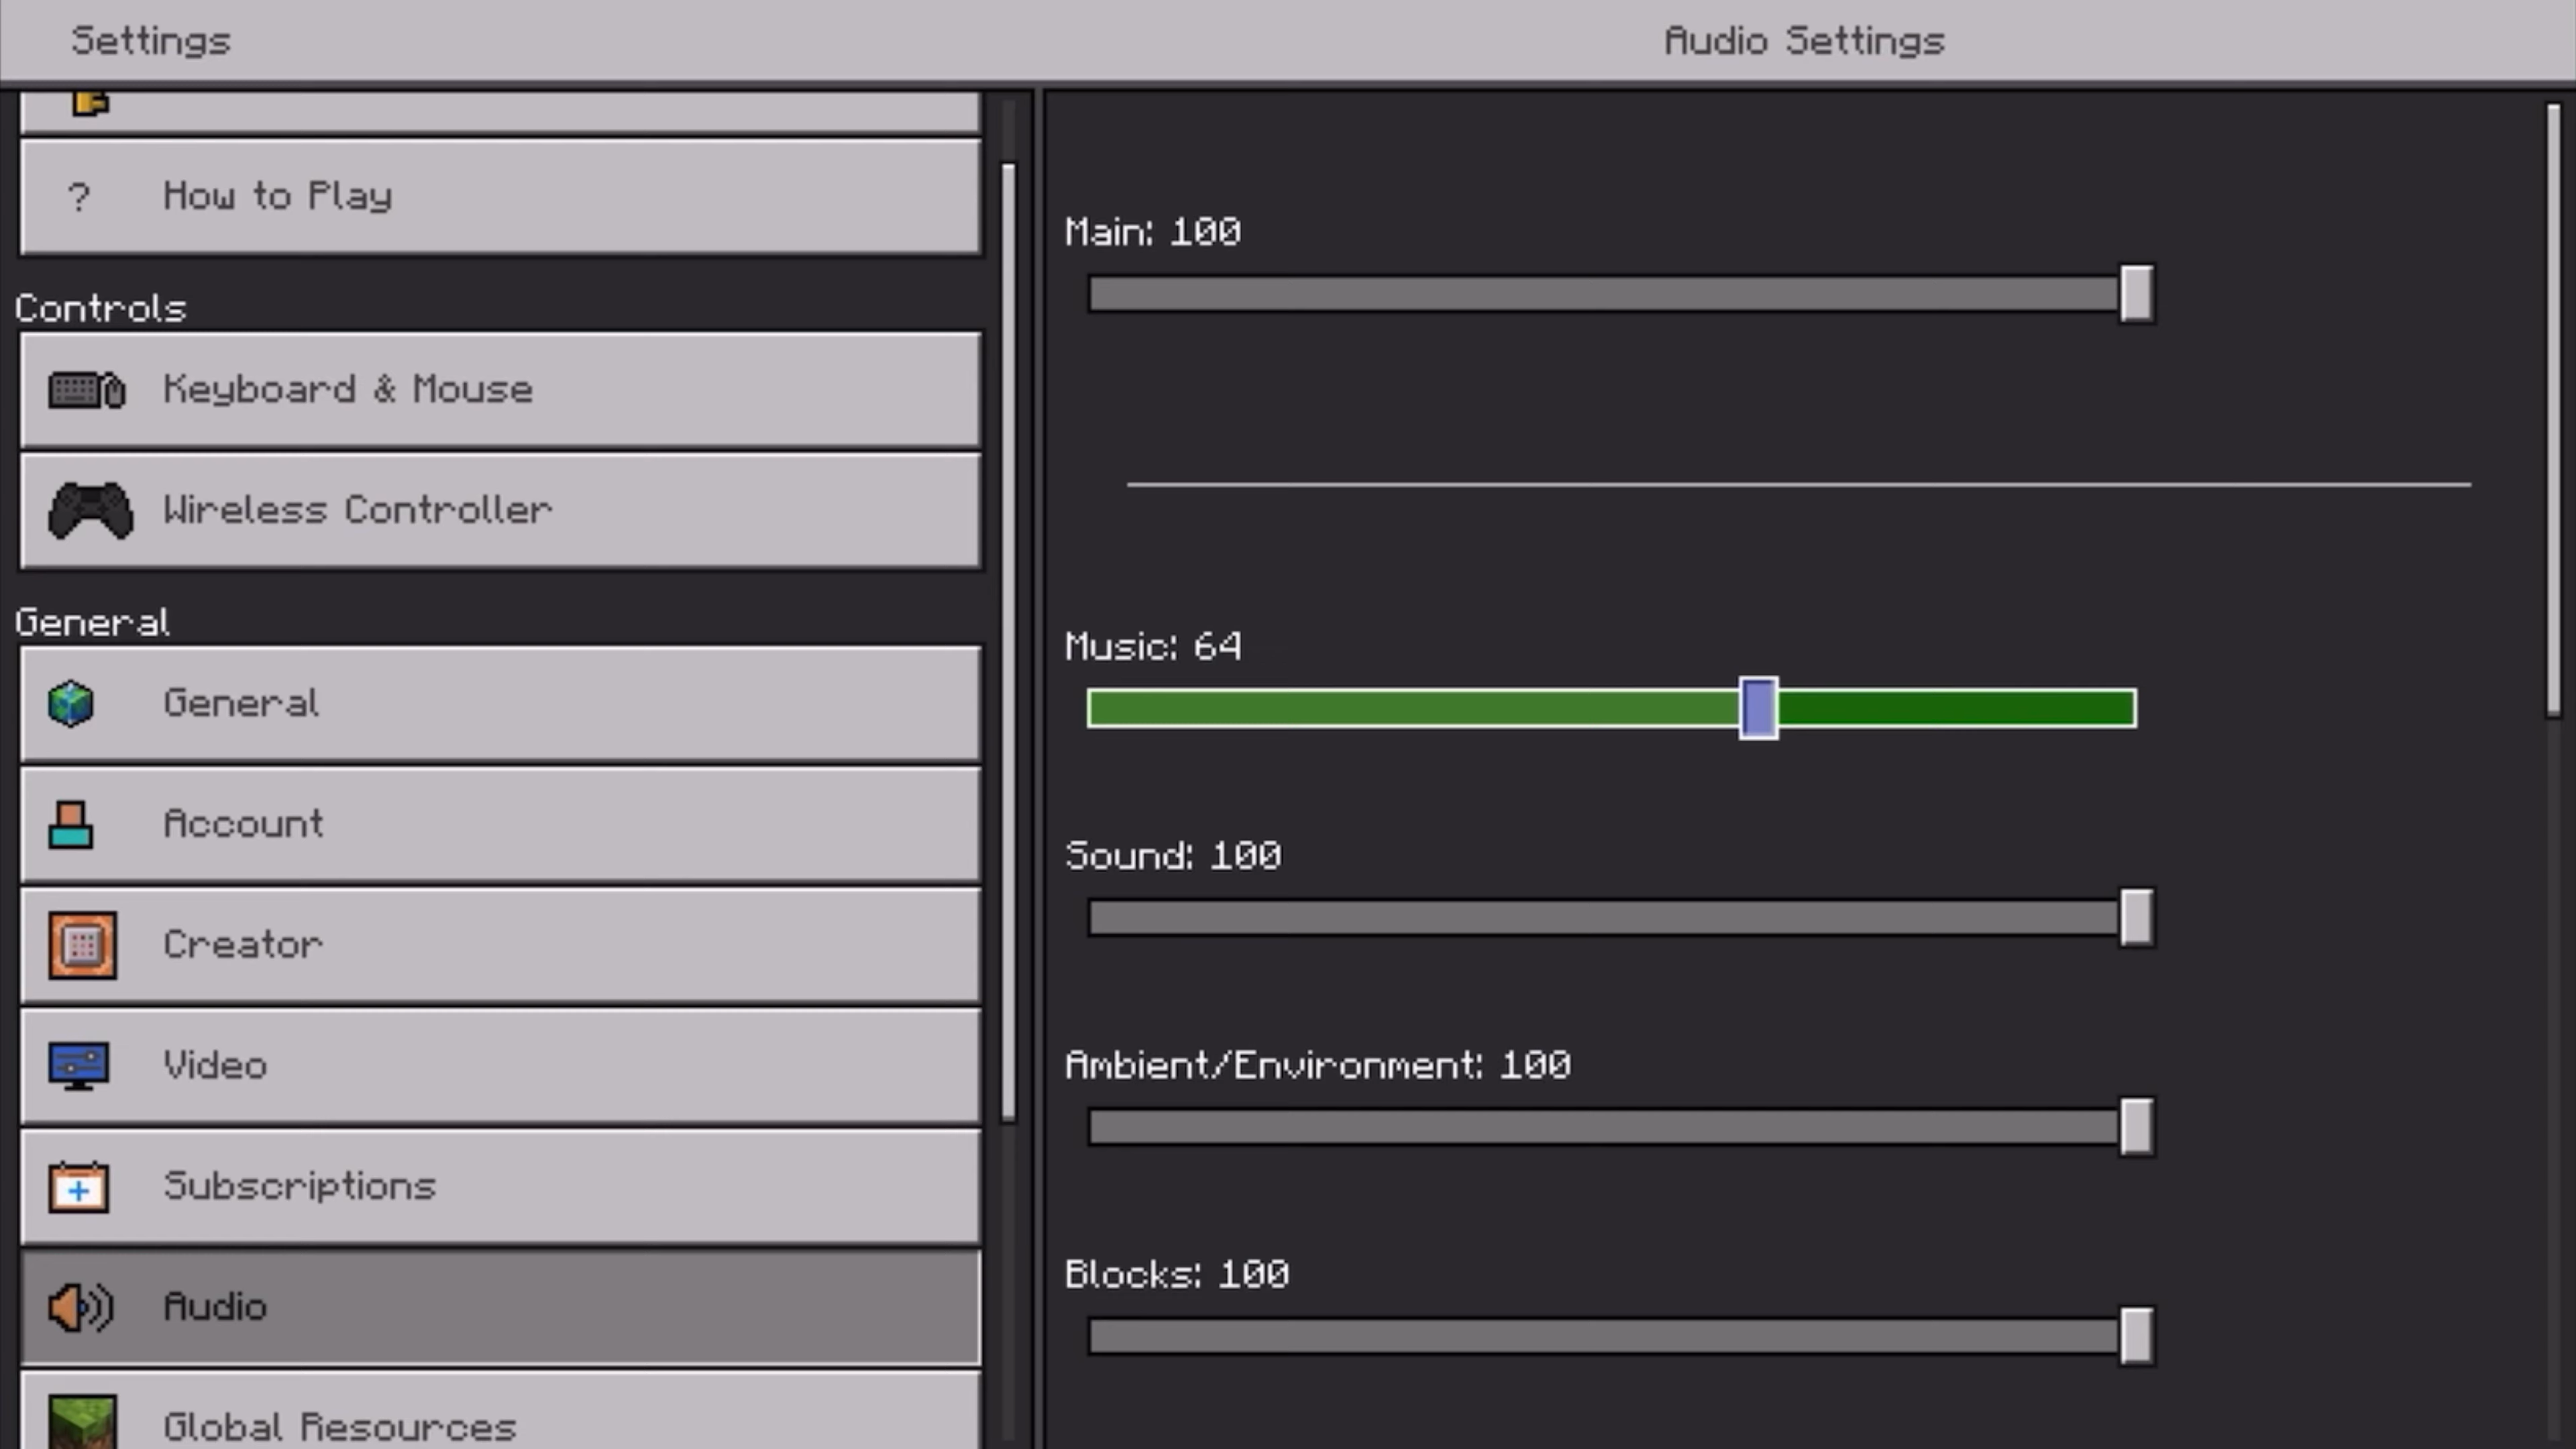 Settings
Audio Settings
? How to Play
Controls
Keyboard & Mouse
Wireless Controller
General
General
Account
Creator
Video
Subscriptions
Audio
Global Resources
Main: 100
Music: 64
Sound: 100
Ambient/Environment: 100
Blocks: 100